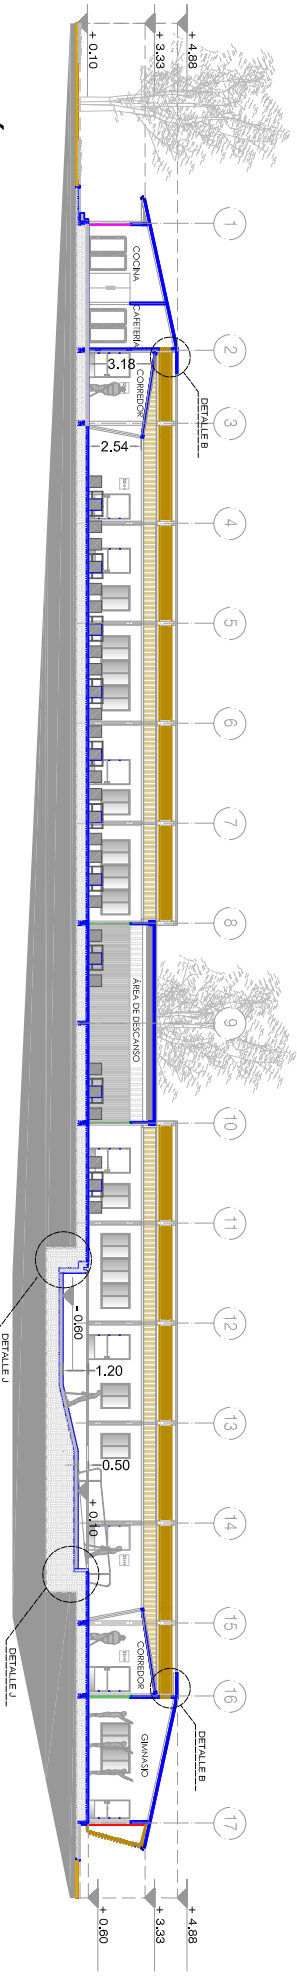 + 4.88
+ 3.33
+ 0.10
1
2
3
4
5
6
7
8
9
10
11
12
13
14
15
16
17
DETALLE B
DETALLE B
COCINA
CAFETERÍA
CORREDOR
3.18
2.54
ÁREA DE DESCANSO
- 0.60
1.20
0.50
+ 0.10
CORREDOR
GIMNASIO
+ 4.88
+ 3.33
+ 0.60
DETALLE J
DETALLE J